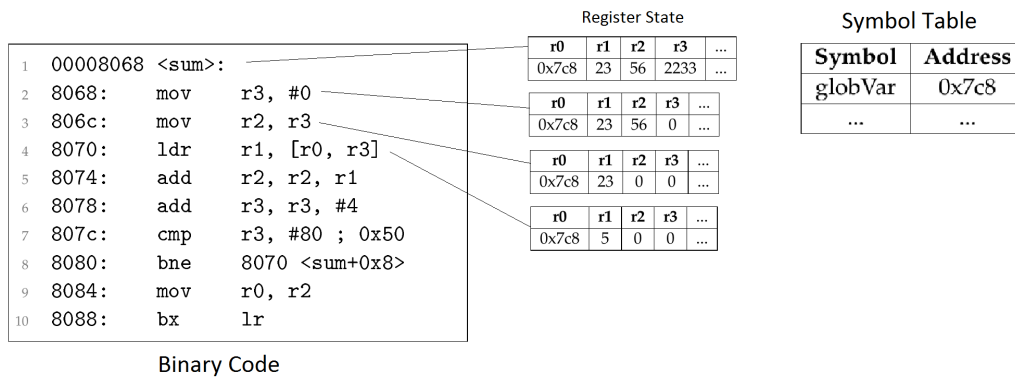 Register State
Symbol Table
1 00008068 <sum>:
2 8068: mov r3, #0
3 806c: mov r2, r3
4 8070: ldr r1, [r0, r3]
5 8074: add r2, r2, r1
6 8078: add r3, r3, #4
7 807c: cmp r3, #80 ; 0x50
8 8080: bne 8070 <sum+0x8>
9 8084: mov r0, r2
10 8088: bx lr
Binary Code
r0 r1 r2 r3 ...
0x7c8 23 56 2233 ...
r0 r1 r2 r3 ...
0x7c8 23 56 0 ...
r0 r1 r2 r3 ...
0x7c8 23 0 0 ...
r0 r1 r2 r3 ...
0x7c8 5 0 0 ...
Symbol Address
globVar 0x7c8
... ...